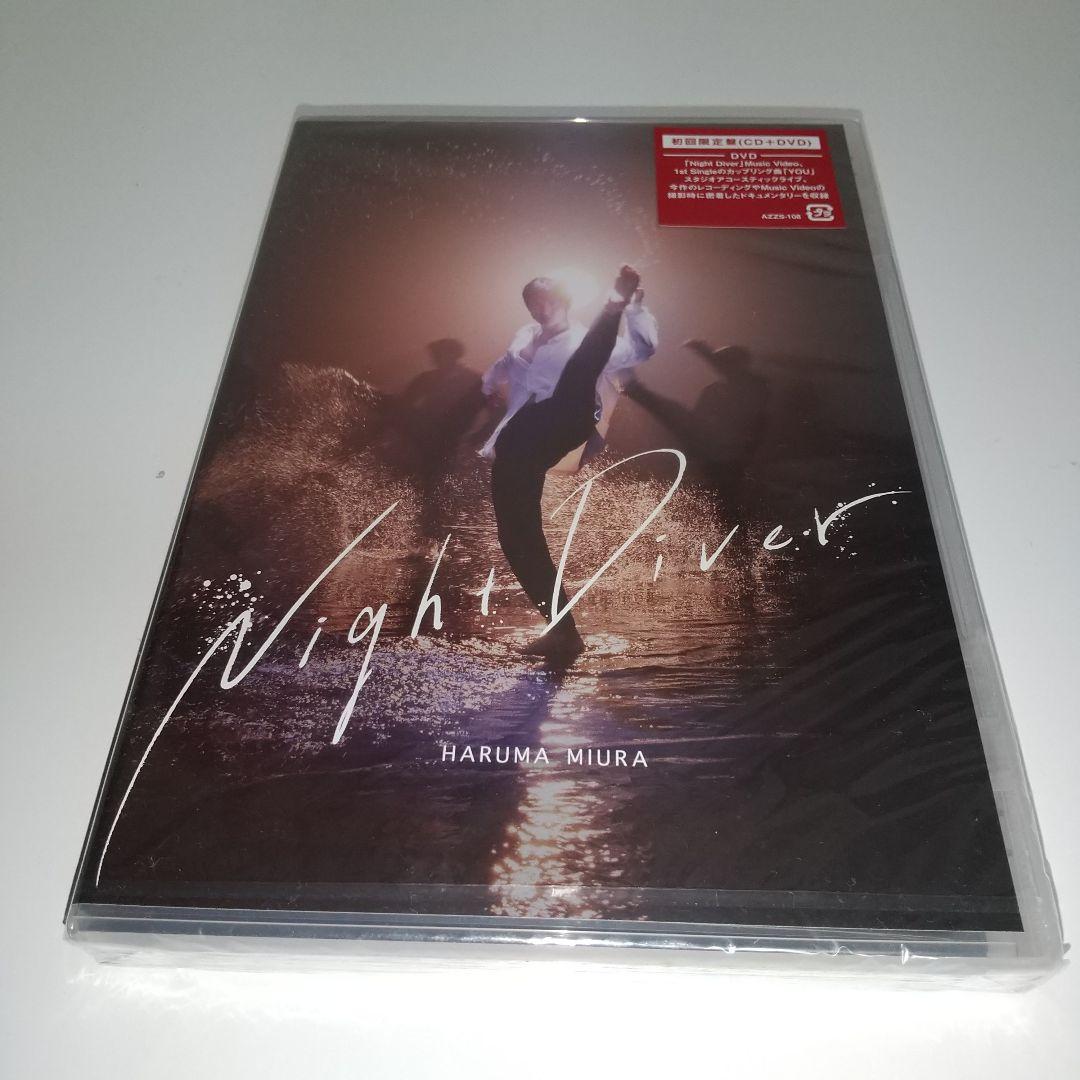 初回限定盤(CD+DVD)
DVD
「Night Diver」Music Video、
1st Singleのカップリング曲「YOU」
スタジオアコースティックライブ、
今作のレコーディングやMusic Videoの
撮影時に密着したドキュメンタリーを収録
AZZS-108
Night Diver
HARUMA MIURA